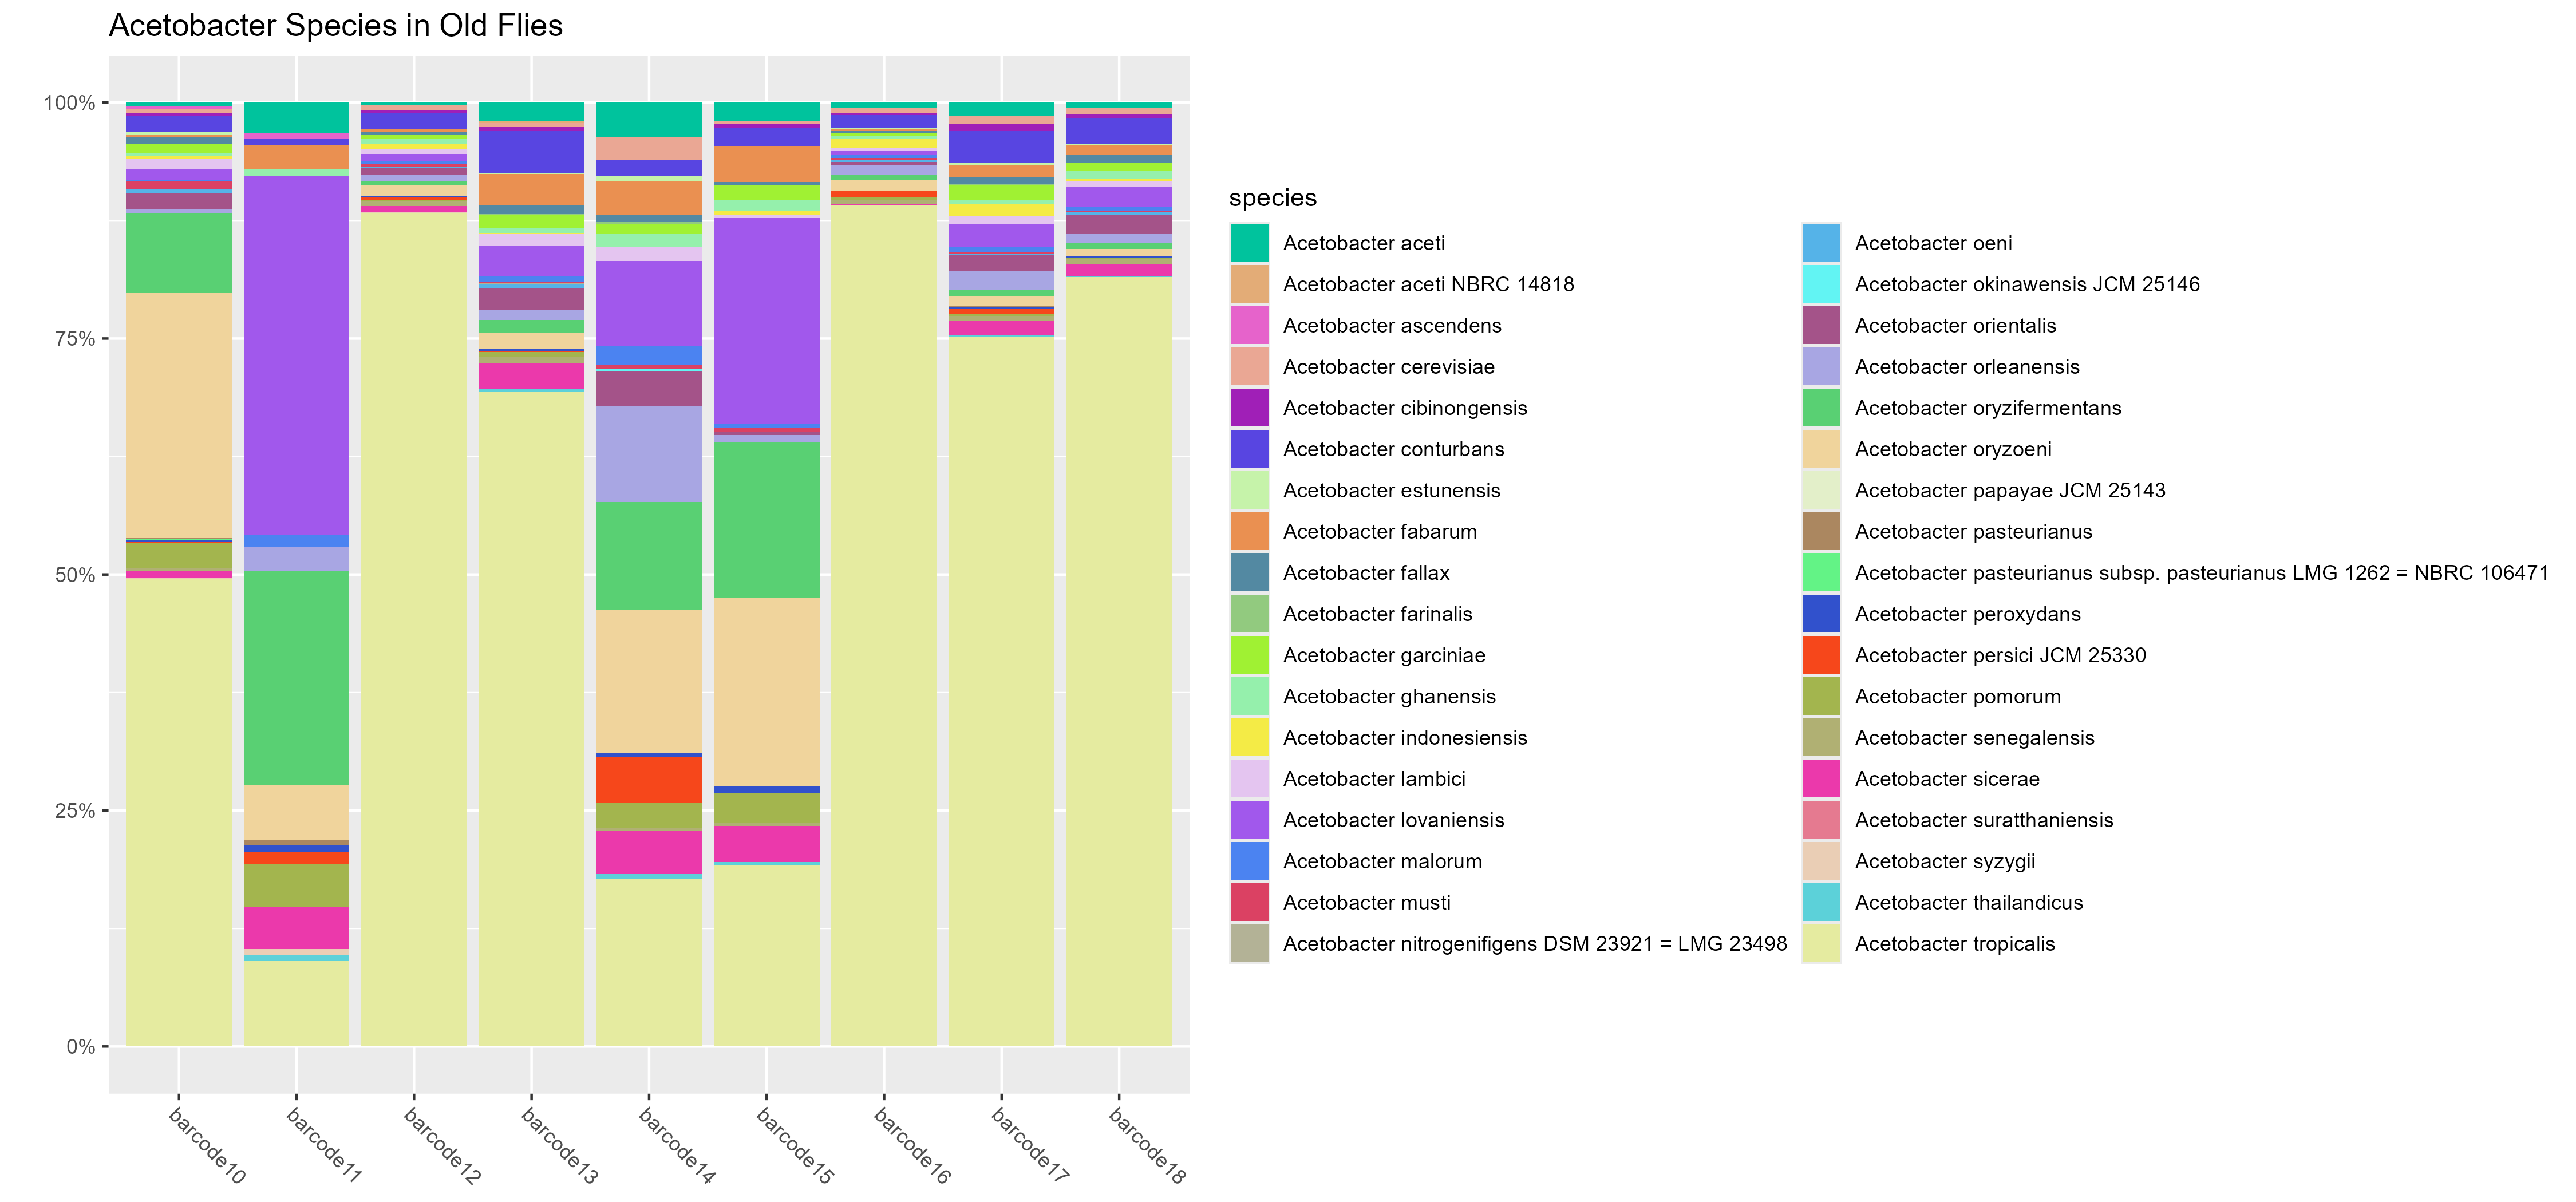 Acetobacter Species in Old Flies
100%
75%
50%
25%
0%
barcode10
barcode11
barcode12
barcode13
barcode14
barcode15
barcode16
barcode17
barcode18
species
Acetobacter aceti
Acetobacter aceti NBRC 14818
Acetobacter ascendens
Acetobacter cerevisiae
Acetobacter cibinongensis
Acetobacter conturbans
Acetobacter estunensis
Acetobacter fabarum
Acetobacter fallax
Acetobacter farinalis
Acetobacter garciniae
Acetobacter ghanensis
Acetobacter indonesiensis
Acetobacter lambici
Acetobacter lovaniensis
Acetobacter malorum
Acetobacter musti
Acetobacter nitrogenifigens DSM 23921 = LMG 23498
Acetobacter oeni
Acetobacter okinawensis JCM 25146
Acetobacter orientalis
Acetobacter orleanensis
Acetobacter oryzifermentans
Acetobacter oryzoeni
Acetobacter papayae JCM 25143
Acetobacter pasteurianus
Acetobacter pasteurianus subsp. pasteurianus LMG 1262 = NBRC 106471
Acetobacter peroxydans
Acetobacter persici JCM 25330
Acetobacter pomorum
Acetobacter senegalensis
Acetobacter sicerae
Acetobacter suratthaniensis
Acetobacter syzygii
Acetobacter thailandicus
Acetobacter tropicalis